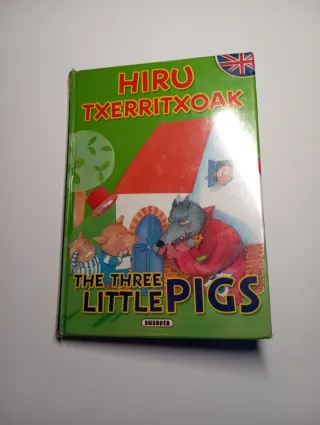 HIRU
TXERRITXOAK
THE THREE
LITTLE PIGS
susaeta